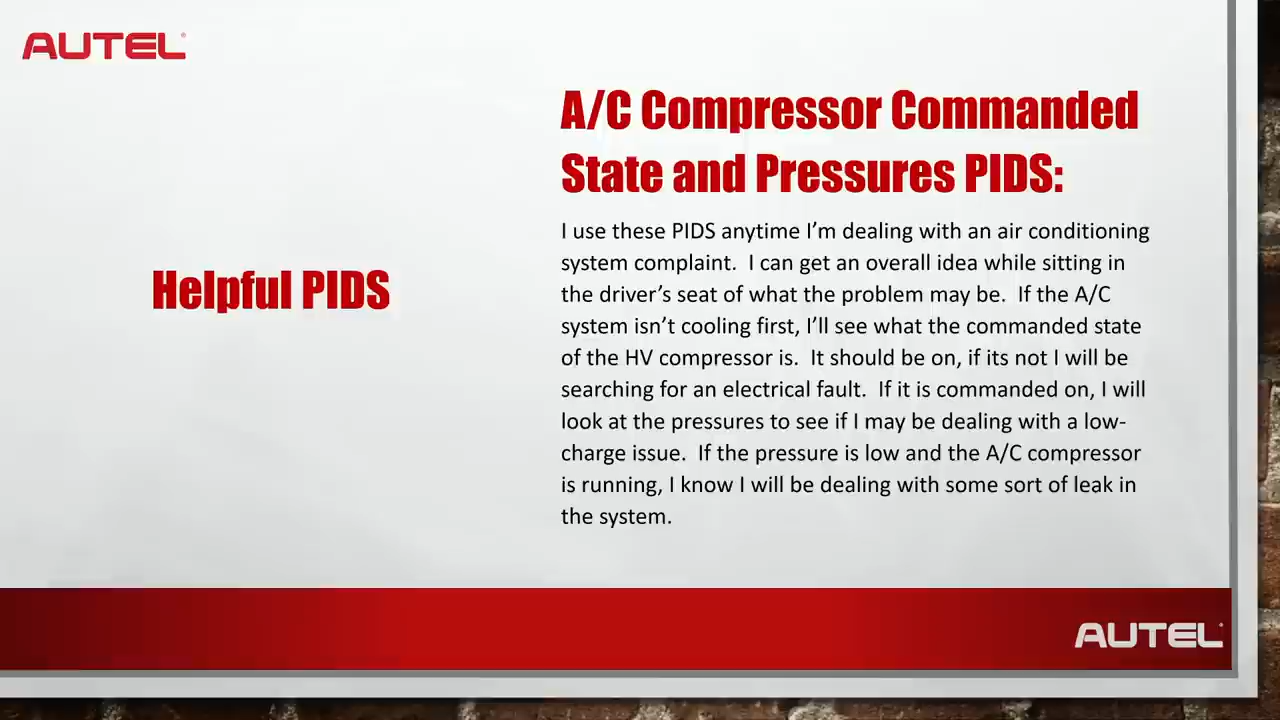 AUTEL
A/C Compressor Commanded
State and Pressures PIDS:
Helpful PIDS
I use these PIDS anytime I'm dealing with an air conditioning
system complaint.  I can get an overall idea while sitting in
the driver's seat of what the problem may be.  If the A/C
system isn't cooling first, I'll see what the commanded state
of the HV compressor is.  It should be on, if its not I will be
searching for an electrical fault.  If it is commanded on, I will
look at the pressures to see if I may be dealing with a low-
charge issue.  If the pressure is low and the A/C compressor
is running, I know I will be dealing with some sort of leak in
the system.
AUTEL